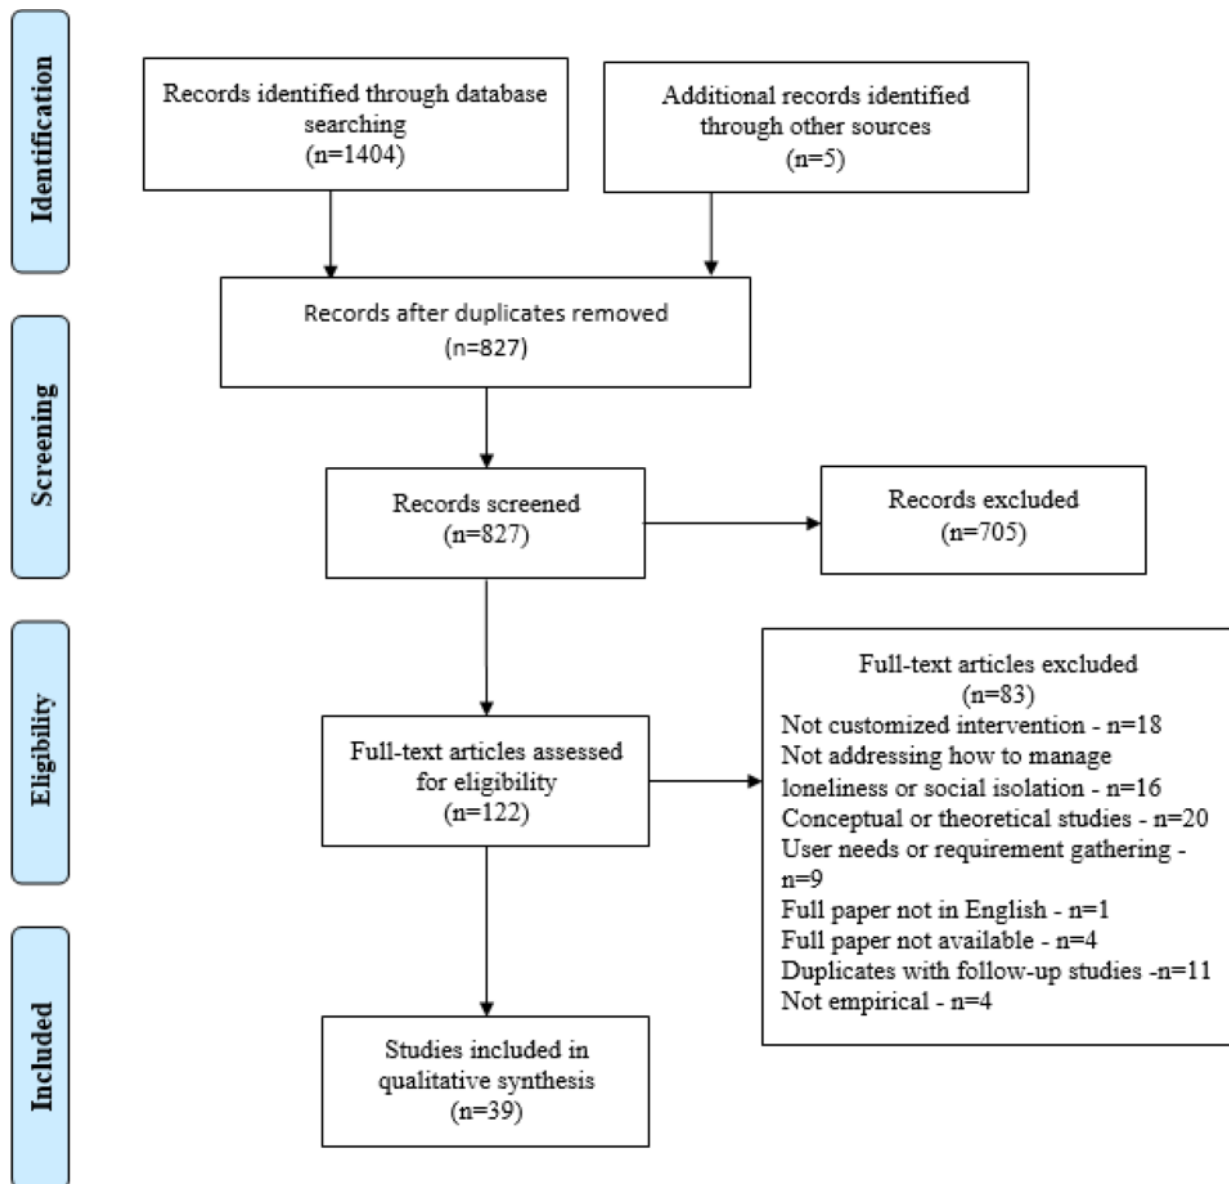 Identification
Records identified through database
searching
(n=1404)
Additional records identified
through other sources
(n=5)
Records after duplicates removed
(n=827)
Screening
Records screened
(n=827)
Records excluded
(n=705)
Eligibility
Full-text articles assessed
for eligibility
(n=122)
Full-text articles excluded
(n=83)
Not customized intervention - n=18
Not addressing how to manage
loneliness or social isolation - n=16
Conceptual or theoretical studies - n=20
User needs or requirement gathering -
n=9
Full paper not in English - n=1
Full paper not available - n=4
Duplicates with follow-up studies -n=11
Not empirical - n=4
Included
Studies included in
qualitative synthesis
(n=39)